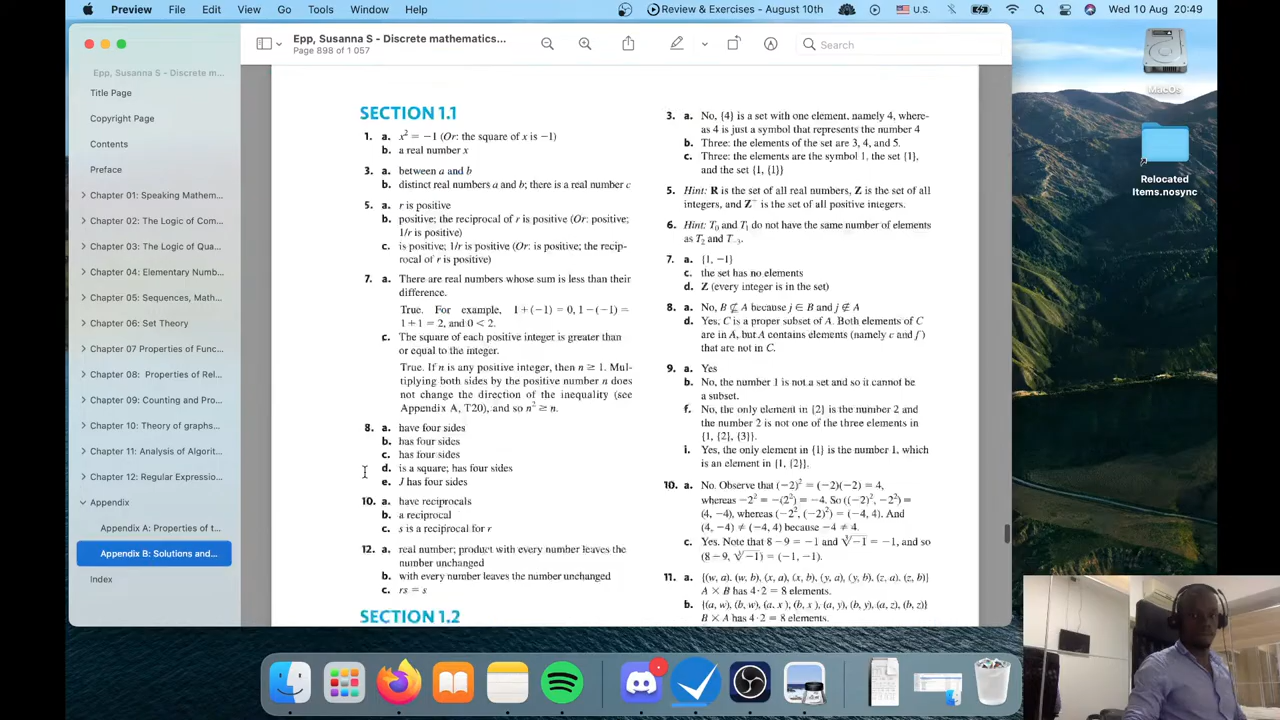 Preview File Edit View Go Tools Window Help
Review & Exercises - August 10th
U.S.
Wed 10 Aug 20:49
Epp, Susanna S - Discrete m...
Title Page
Copyright Page
Contents
Preface
Chapter 01: Speaking Mathem...
Chapter 02: The Logic of Com...
Chapter 03: The Logic of Qua...
Chapter 04: Elementary Numb...
Chapter 05: Sequences, Math...
Chapter 06: Set Theory
Chapter 07 Properties of Func...
Chapter 08: Properties of Rel...
Chapter 09: Counting and Pro...
Chapter 10: Theory of graphs...
Chapter 11: Analysis of Algorit...
Chapter 12: Regular Expressio...
Appendix
Appendix A: Properties of t...
Appendix B: Solutions and...
Index
Epp, Susanna S - Discrete mathematics...
Page 898 of 1 057
Search
SECTION 1.1
1. a. x² = −1 (Or: the square of x is −1)
b. a real number x
3. a. between a and b
b. distinct real numbers a and b; there is a real number c
5. a. r is positive
b. positive; the reciprocal of r is positive (Or: positive;
1/r is positive)
c. is positive; 1/r is positive (Or: is positive; the recip-
rocal of r is positive)
7. a. There are real numbers whose sum is less than their
difference.
True. For example, 1 + (−1) = 0, 1 − (−1) =
1 + 1 = 2, and 0 < 2.
c. The square of each positive integer is greater than
or equal to the integer.
True. If n is any positive integer, then n ≥ 1. Mul-
tiplying both sides by the positive number n does
not change the direction of the inequality (see
Appendix A, T20), and so n² ≥ n.
8. a. have four sides
b. has four sides
c. has four sides
d. is a square; has four sides
e. J has four sides
10. a. have reciprocals
b. a reciprocal
c. s is a reciprocal for r
12. a. real number; product with every number leaves the
number unchanged
b. with every number leaves the number unchanged
c. rs = s
SECTION 1.2
3. a. No, {4} is a set with one element, namely 4, where-
as 4 is just a symbol that represents the number 4
b. Three: the elements of the set are 3, 4, and 5.
c. Three: the elements are the symbol 1, the set {1},
and the set {1, {1}}
5. Hint: R is the set of all real numbers, Z is the set of all
integers, and Z⁺ is the set of all positive integers.
6. Hint: T₀ and T₁ do not have the same number of elements
as T₂ and T₋₃.
7. a. {1, −1}
c. the set has no elements
d. Z (every integer is in the set)
8. a. No, B ⊈ A because j ∈ B and j ∉ A
d. Yes, C is a proper subset of A. Both elements of C
are in A, but A contains elements (namely c and f)
that are not in C.
9. a. Yes
b. No, the number 1 is not a set and so it cannot be
a subset.
f. No, the only element in {2} is the number 2 and
the number 2 is not one of the three elements in
{1, {2}, {3}}.
i. Yes, the only element in {1} is the number 1, which
is an element in {1, {2}}.
10. a. No. Observe that (−2)² = (−2)(−2) = 4,
whereas −2² = −(2²) = −4. So ((−2)², −2²) =
(4, −4), whereas (−2², (−2)²) = (−4, 4). And
(4, −4) ≠ (−4, 4) because −4 ≠ 4.
c. Yes. Note that 8 − 9 = −1 and ∛−1 = −1, and so
(8 − 9, ∛−1) = (−1, −1).
11. a. {(w, a), (w, b), (x, a), (x, b), (y, a), (y, b), (z, a), (z, b)}
A × B has 4 · 2 = 8 elements.
b. {(a, w), (b, w), (a, x), (b, x), (a, y), (b, y), (a, z), (b, z)}
B × A has 4 · 2 = 8 elements.
MacOs
Relocated
Items.nosync